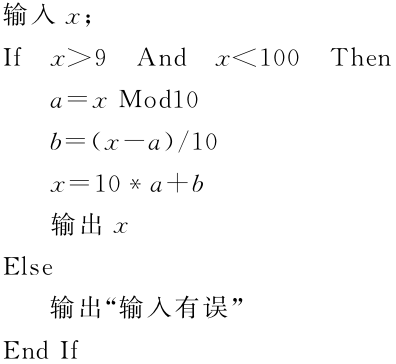 输入 x;
If x>9 And x<100 Then
a=x Mod10
b=(x-a)/10
x=10*a+b
输出 x
Else
输出“输入有误”
End If